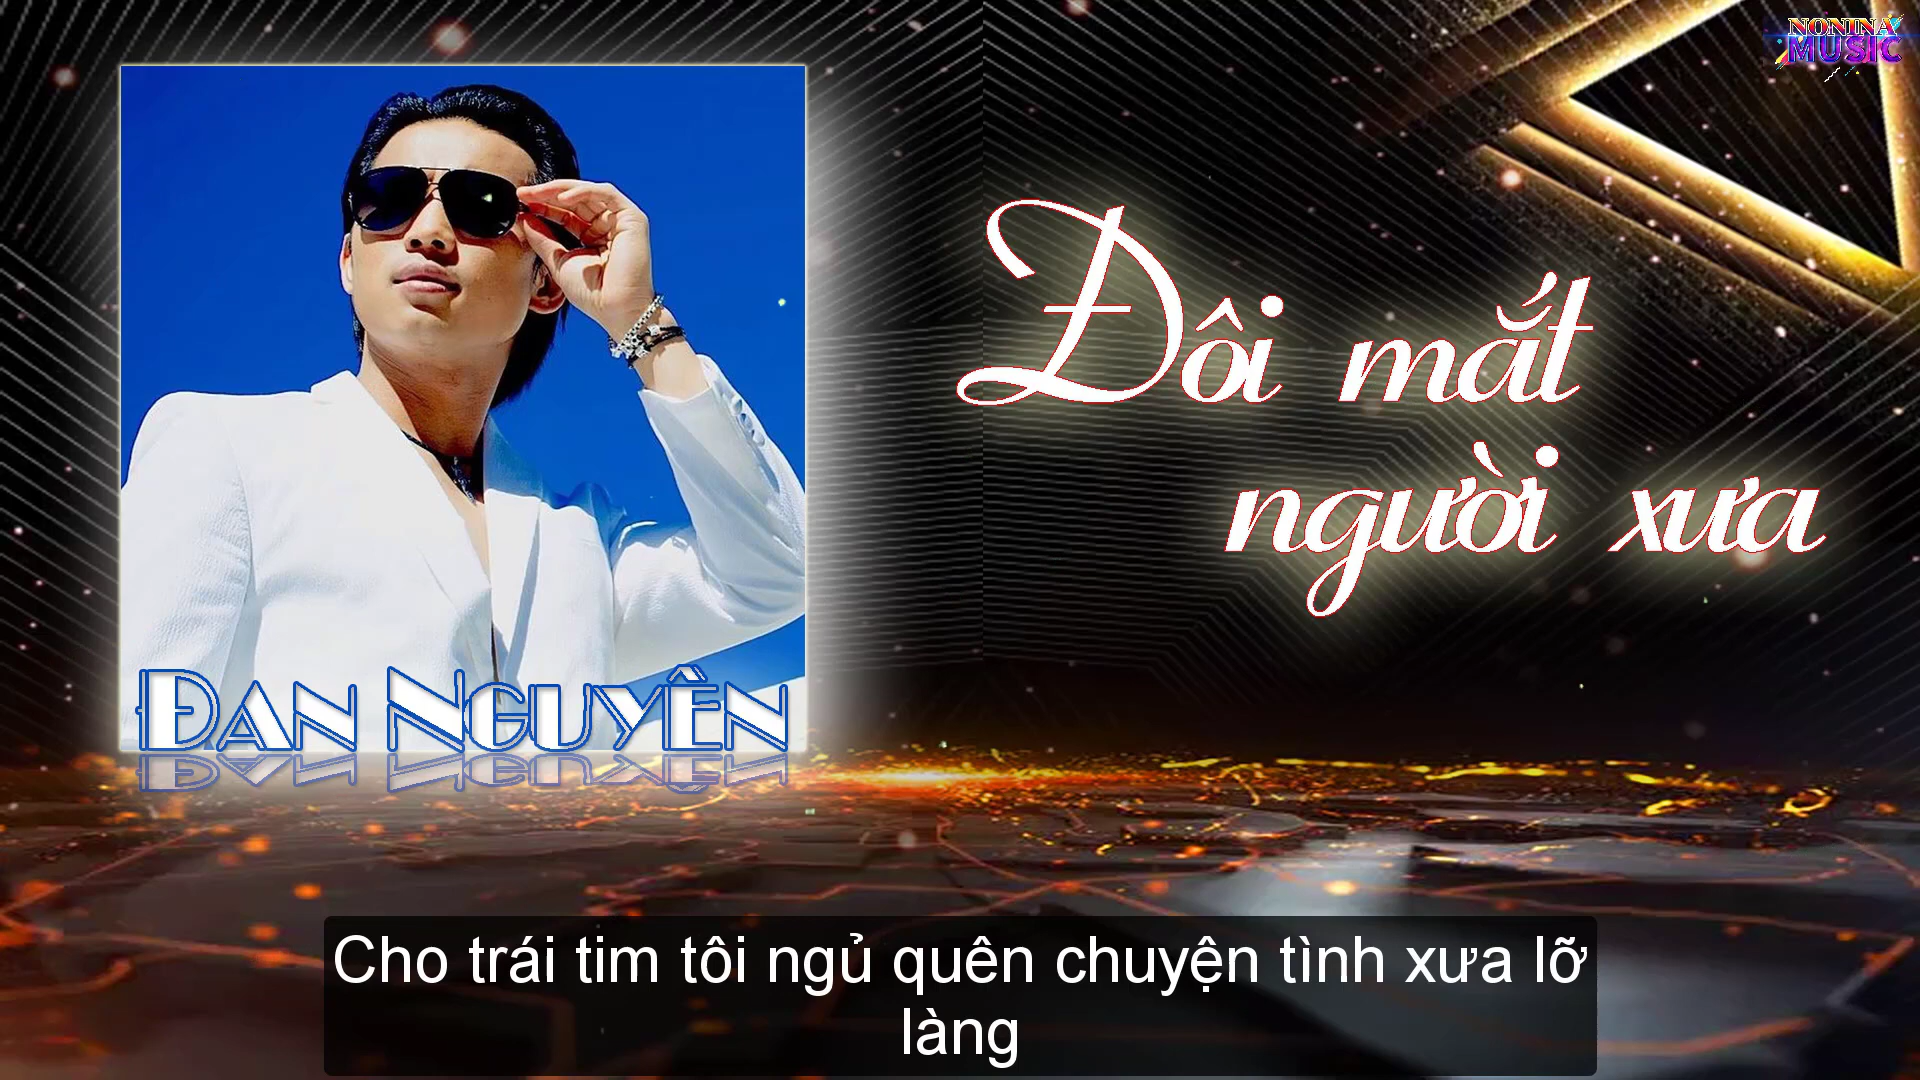 NONINA
MUSIC
Đôi mắt
người xưa
ĐAN NGUYÊN
Cho trái tim tôi ngủ quên chuyện tình xưa lỡ
làng